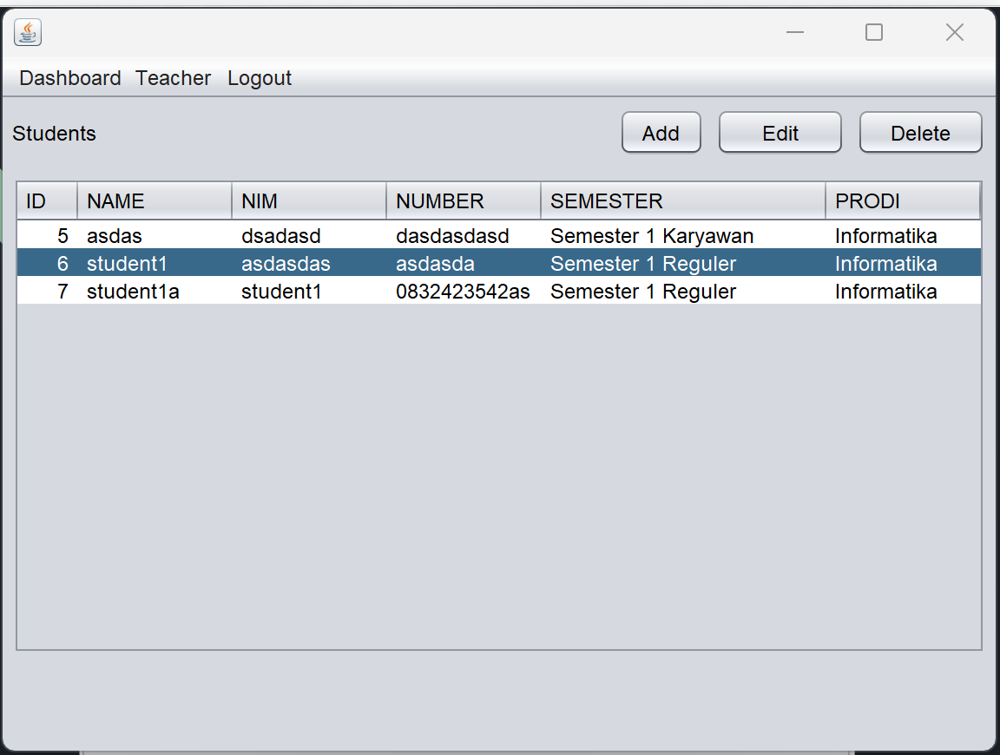 Dashboard Teacher Logout
Students Add Edit Delete
ID NAME NIM NUMBER SEMESTER PRODI
5 asdas dsadasd dasdasdasd Semester 1 Karyawan Informatika
6 student1 asdasdas asdasda Semester 1 Reguler Informatika
7 student1a student1 0832423542as Semester 1 Reguler Informatika